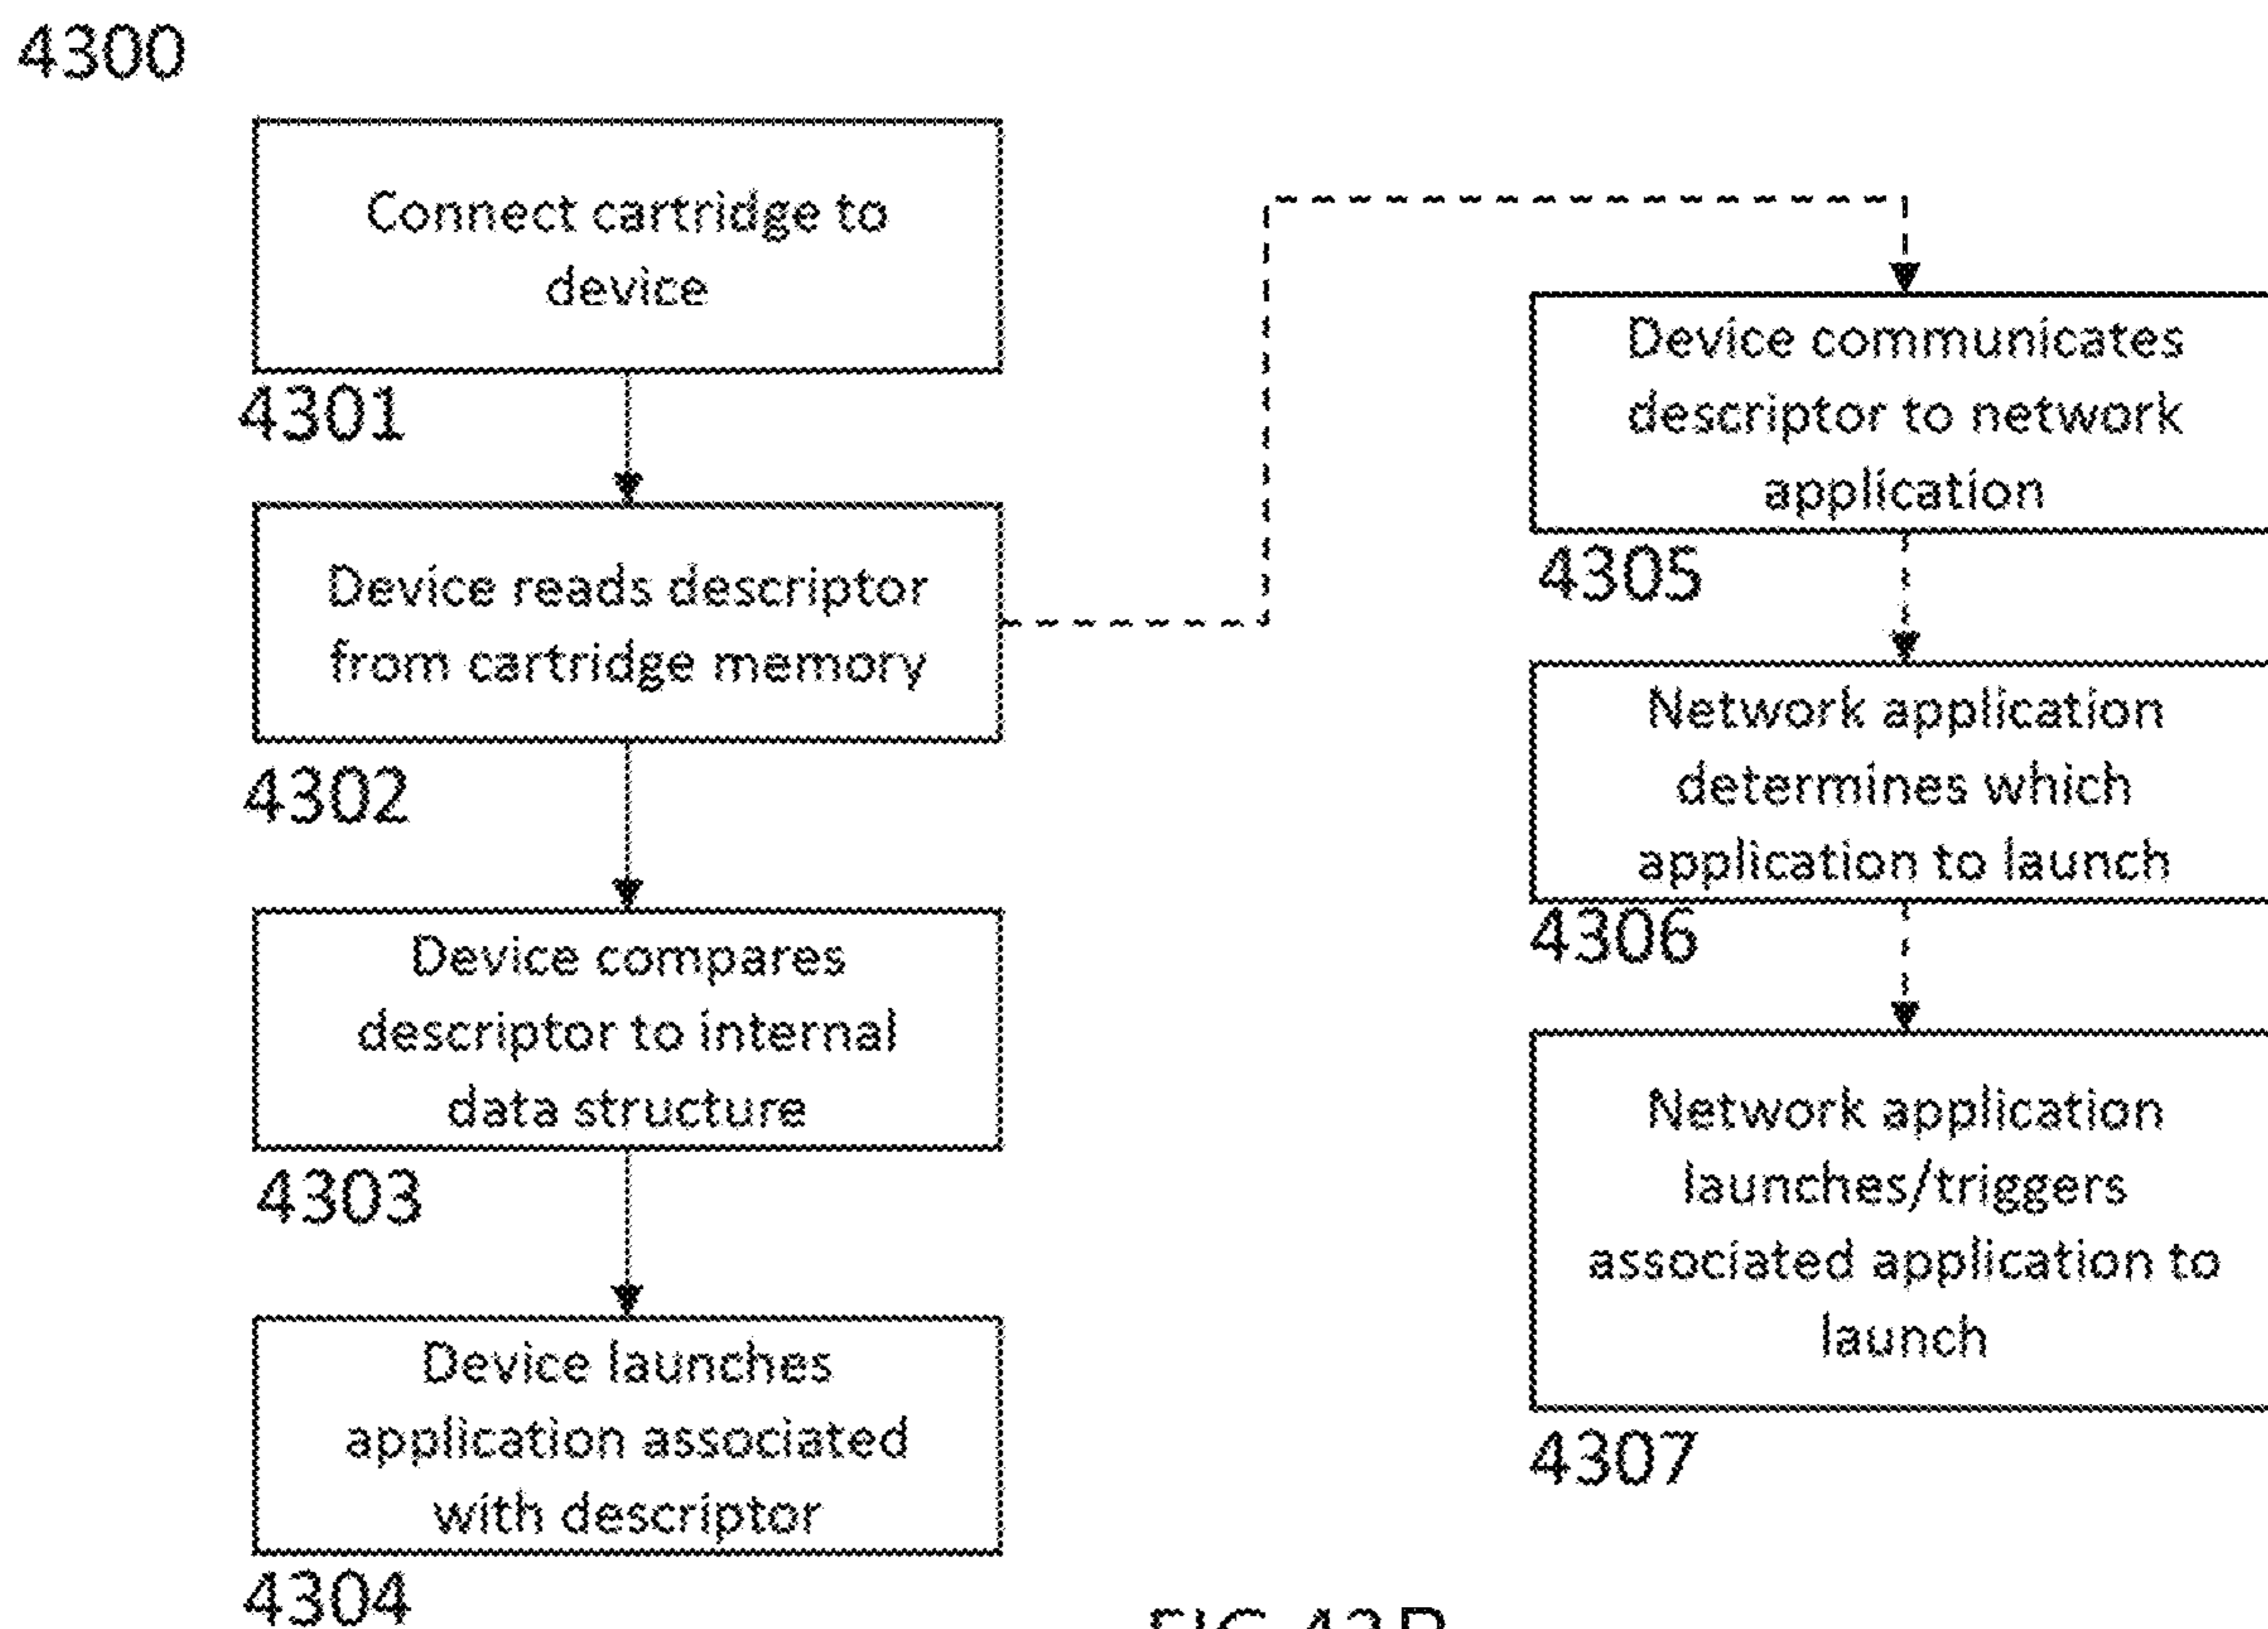 4300
Connect cartridge to
device
4301
Device reads descriptor
from cartridge memory
4302
Device compares
descriptor to internal
data structure
4303
Device launches
application associated
with descriptor
4304
Device communicates
descriptor to network
application
4305
Network application
determines which
application to launch
4306
Network application
launches/triggers
associated application to
launch
4307